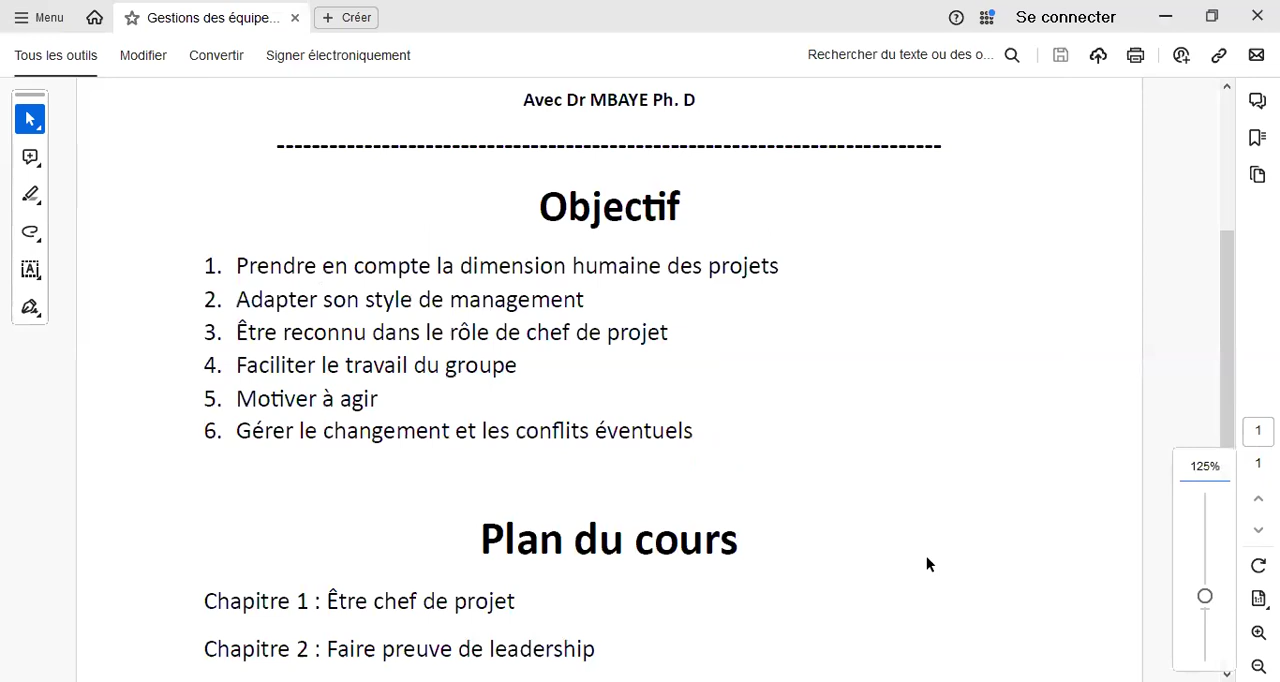 Menu
Gestions des équipe...
Créer
Se connecter
Tous les outils
Modifier
Convertir
Signer électroniquement
Rechercher du texte ou des o...
Avec Dr MBAYE Ph. D
----------------------------------------------------------------------------
Objectif
1. Prendre en compte la dimension humaine des projets
2. Adapter son style de management
3. Être reconnu dans le rôle de chef de projet
4. Faciliter le travail du groupe
5. Motiver à agir
6. Gérer le changement et les conflits éventuels
1
125%
1
Plan du cours
Chapitre 1 : Être chef de projet
Chapitre 2 : Faire preuve de leadership